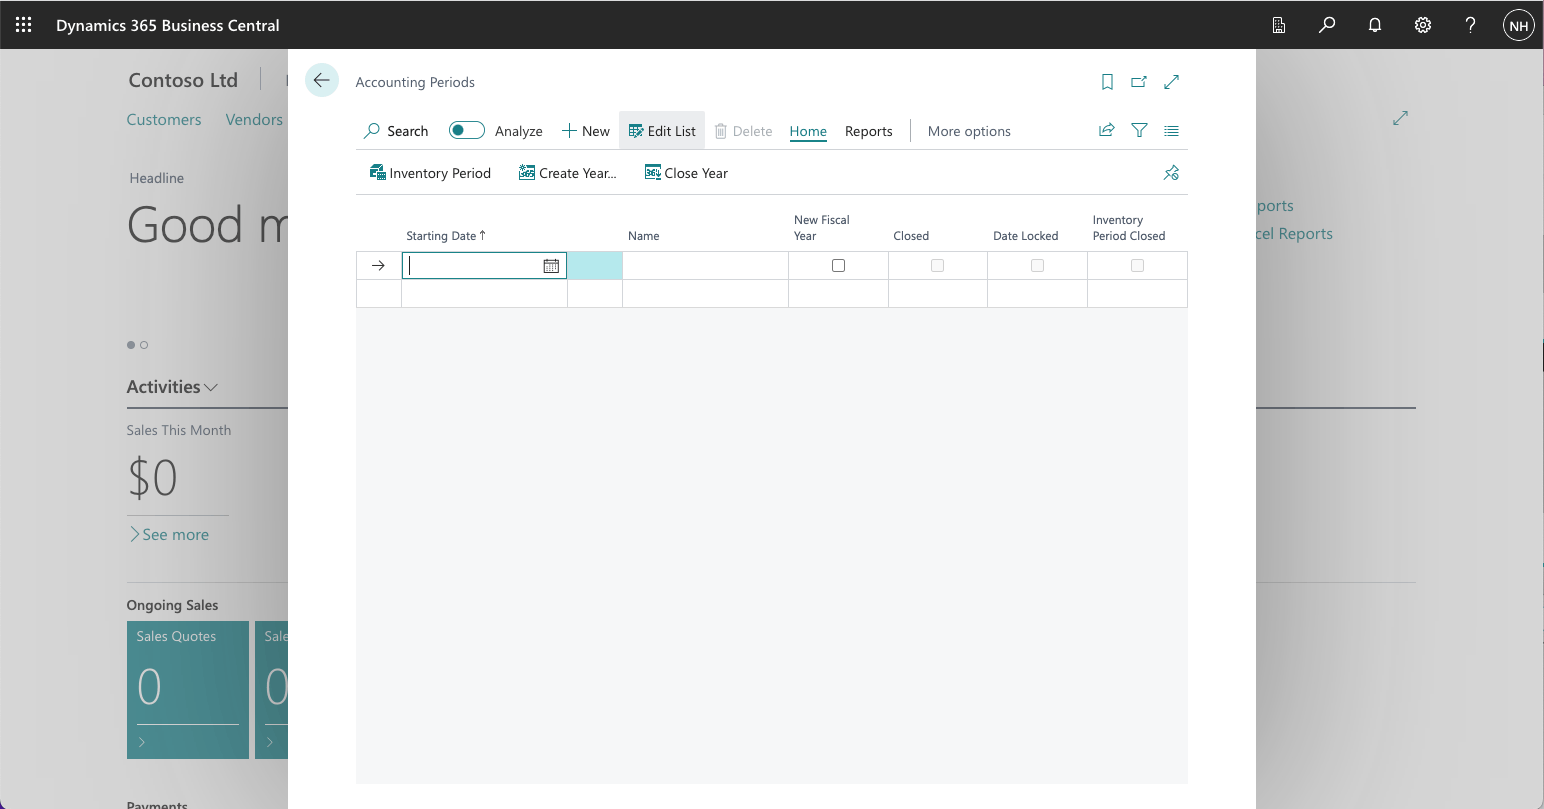 Dynamics 365 Business Central
NH
Contoso Ltd
Customers Vendors
Headline
Good m
Activities
Sales This Month
$0
See more
Ongoing Sales
Sales Quotes
0
Sale
0
Payments
Accounting Periods
Search Analyze New Edit List Delete Home Reports More options
Inventory Period Create Year... Close Year
Starting Date ↑ Name New Fiscal Year Closed Date Locked Inventory Period Closed
ports
cel Reports